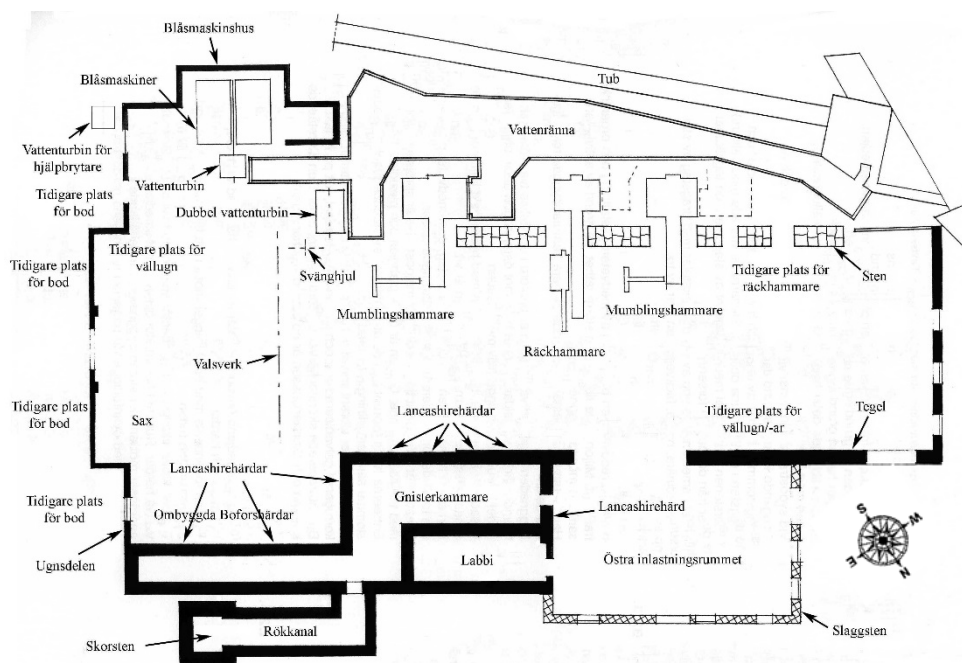 Blåsmaskinshus
Blåsmaskiner
Tub
Vattenränna
Vattenturbin för
hjälpbrytare
Vattenturbin
Tidigare plats
för bod
Dubbel vattenturbin
Tidigare plats för
vällugn
Tidigare plats
för bod
Svänghjul
Tidigare plats för
räckhammare
Sten
Mumblingshammare
Mumblingshammare
Räckhammare
Valsverk
Tidigare plats
för bod
Sax
Lancashirehärdar
Tidigare plats för
vällugn/-ar
Tegel
Lancashirehärdar
Gnisterkammare
Tidigare plats
för bod
Ombyggda Boforshärdar
Lancashirehärd
Ugnsdelen
Labbi
Östra inlastningsrummet
S
W
E
N
Skorsten
Rökkanal
Slaggsten